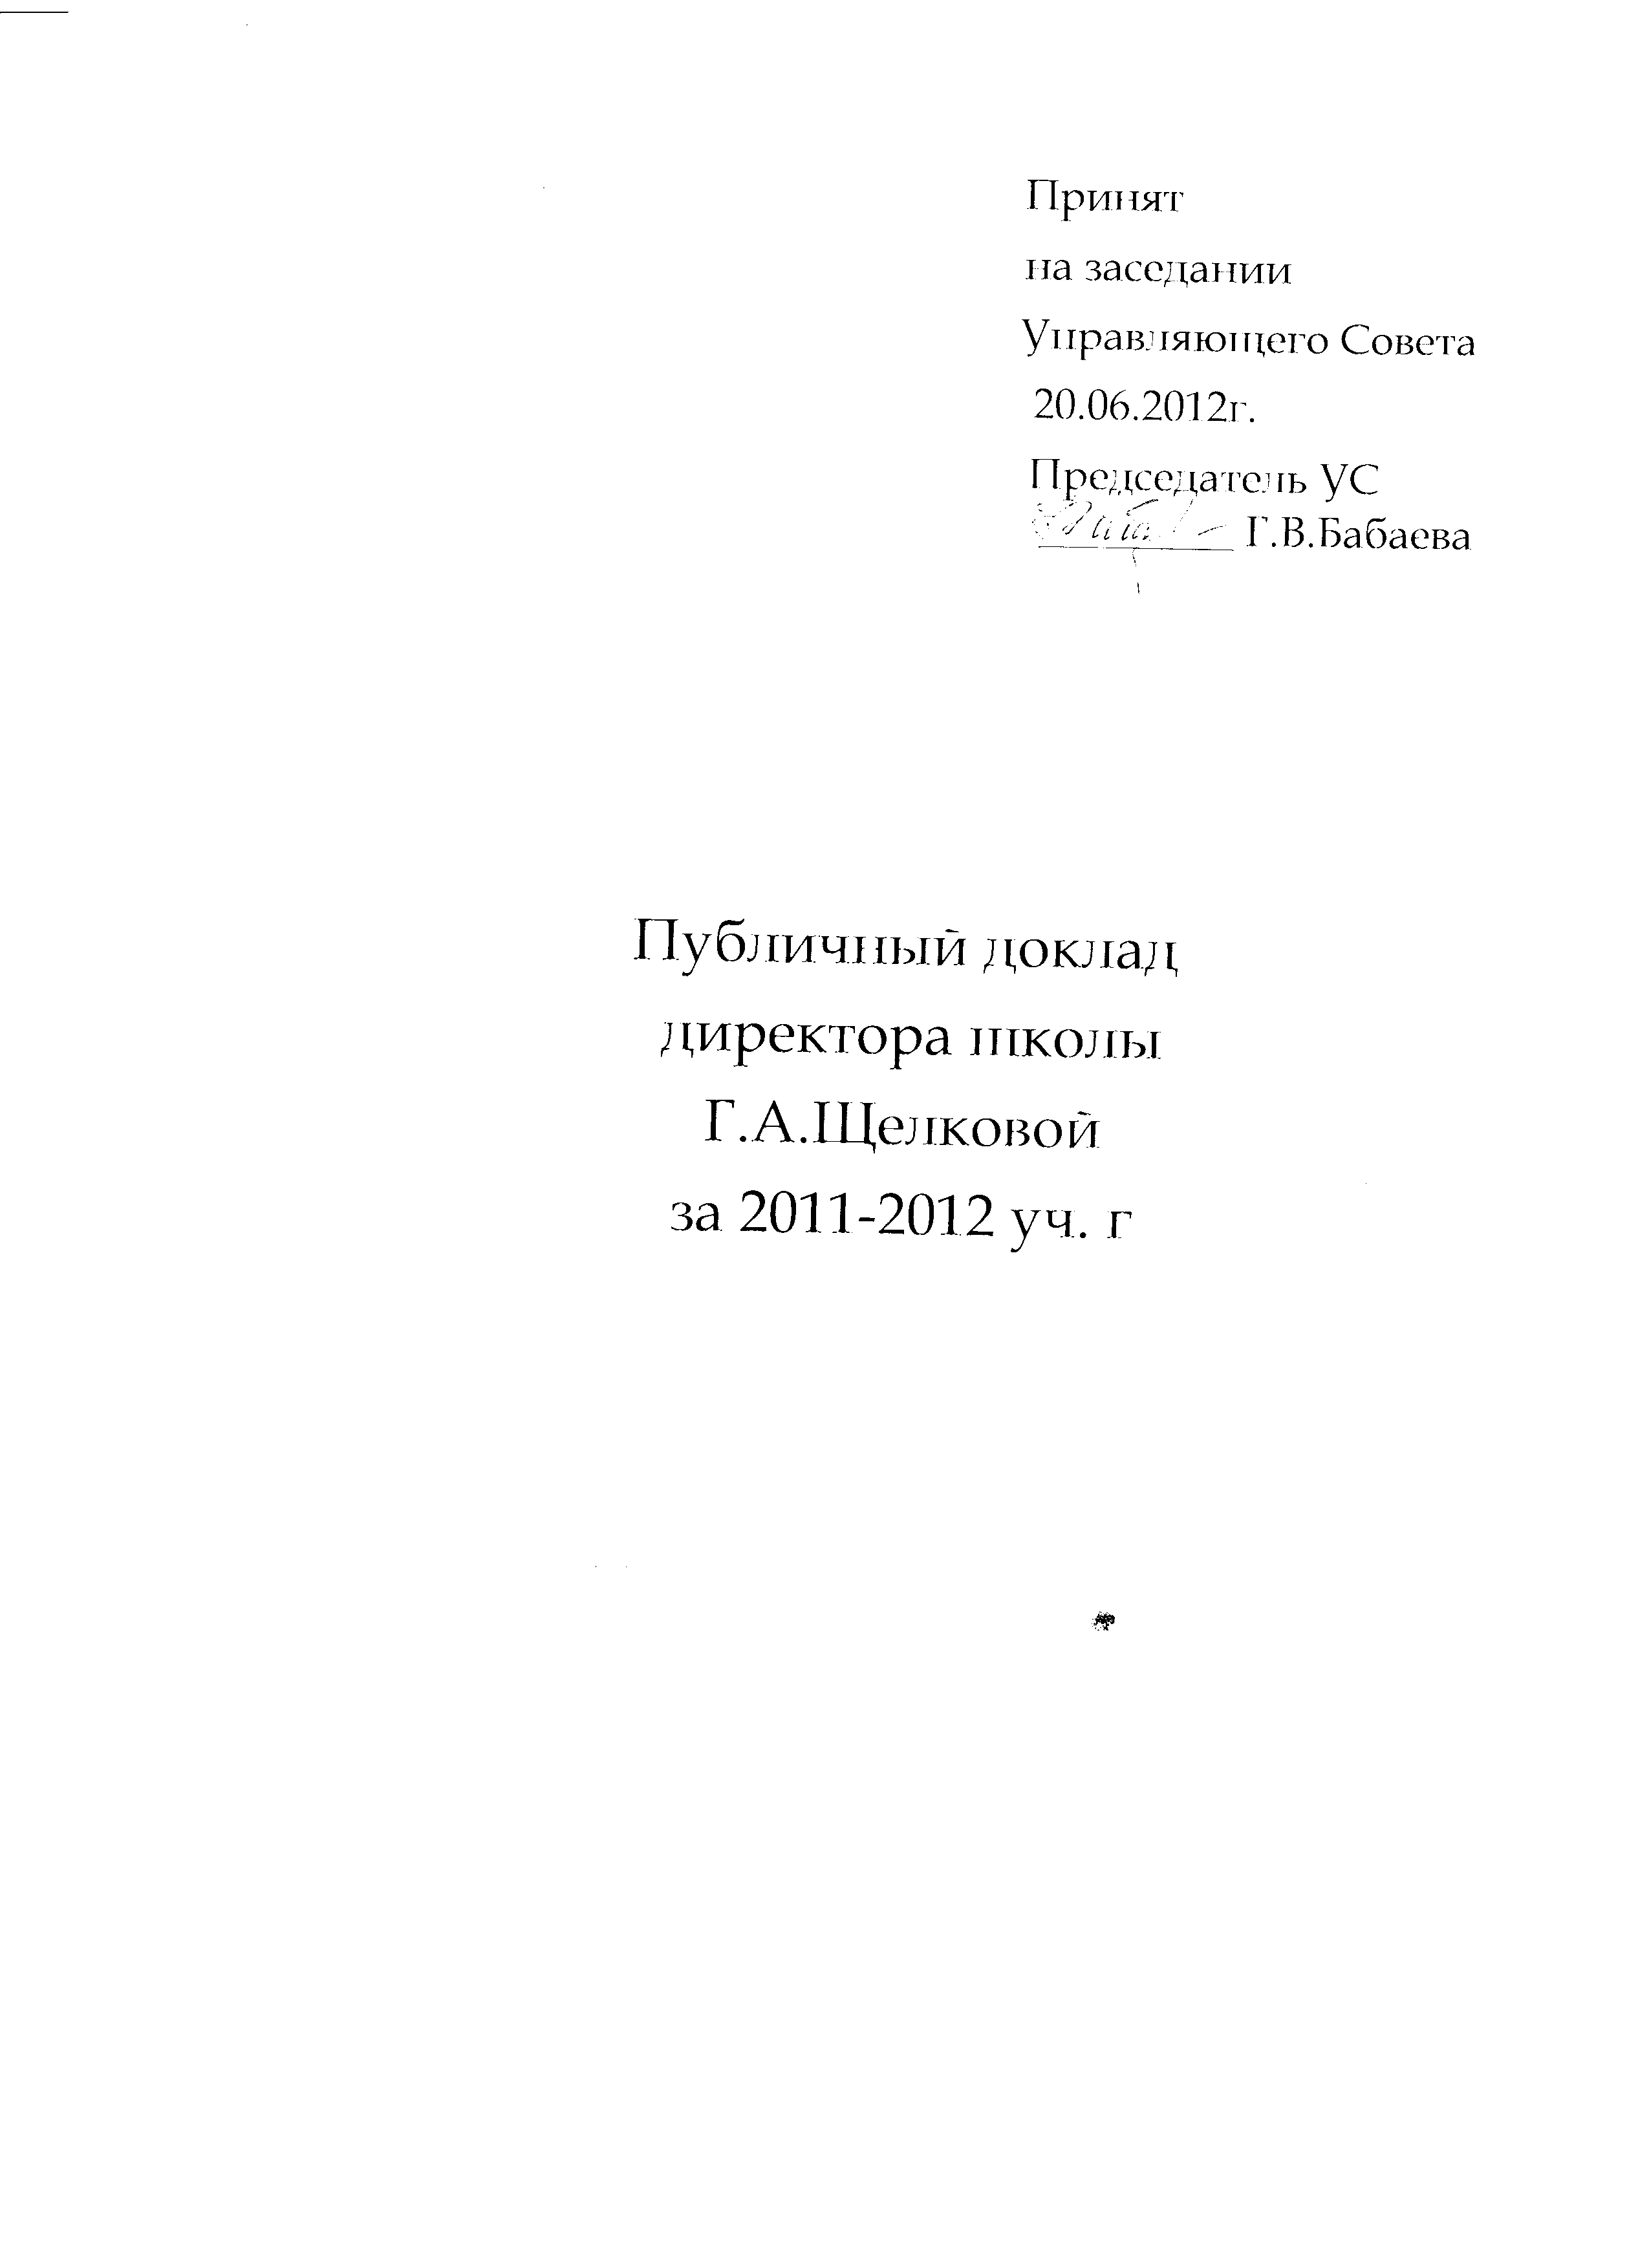 Принят
на заседании
Управляющего Совета
20.06.2012г.
Председатель УС
Г.В.Бабаева
Публичный доклад
директора школы
Г.А.Щелковой
за 2011-2012 уч. г